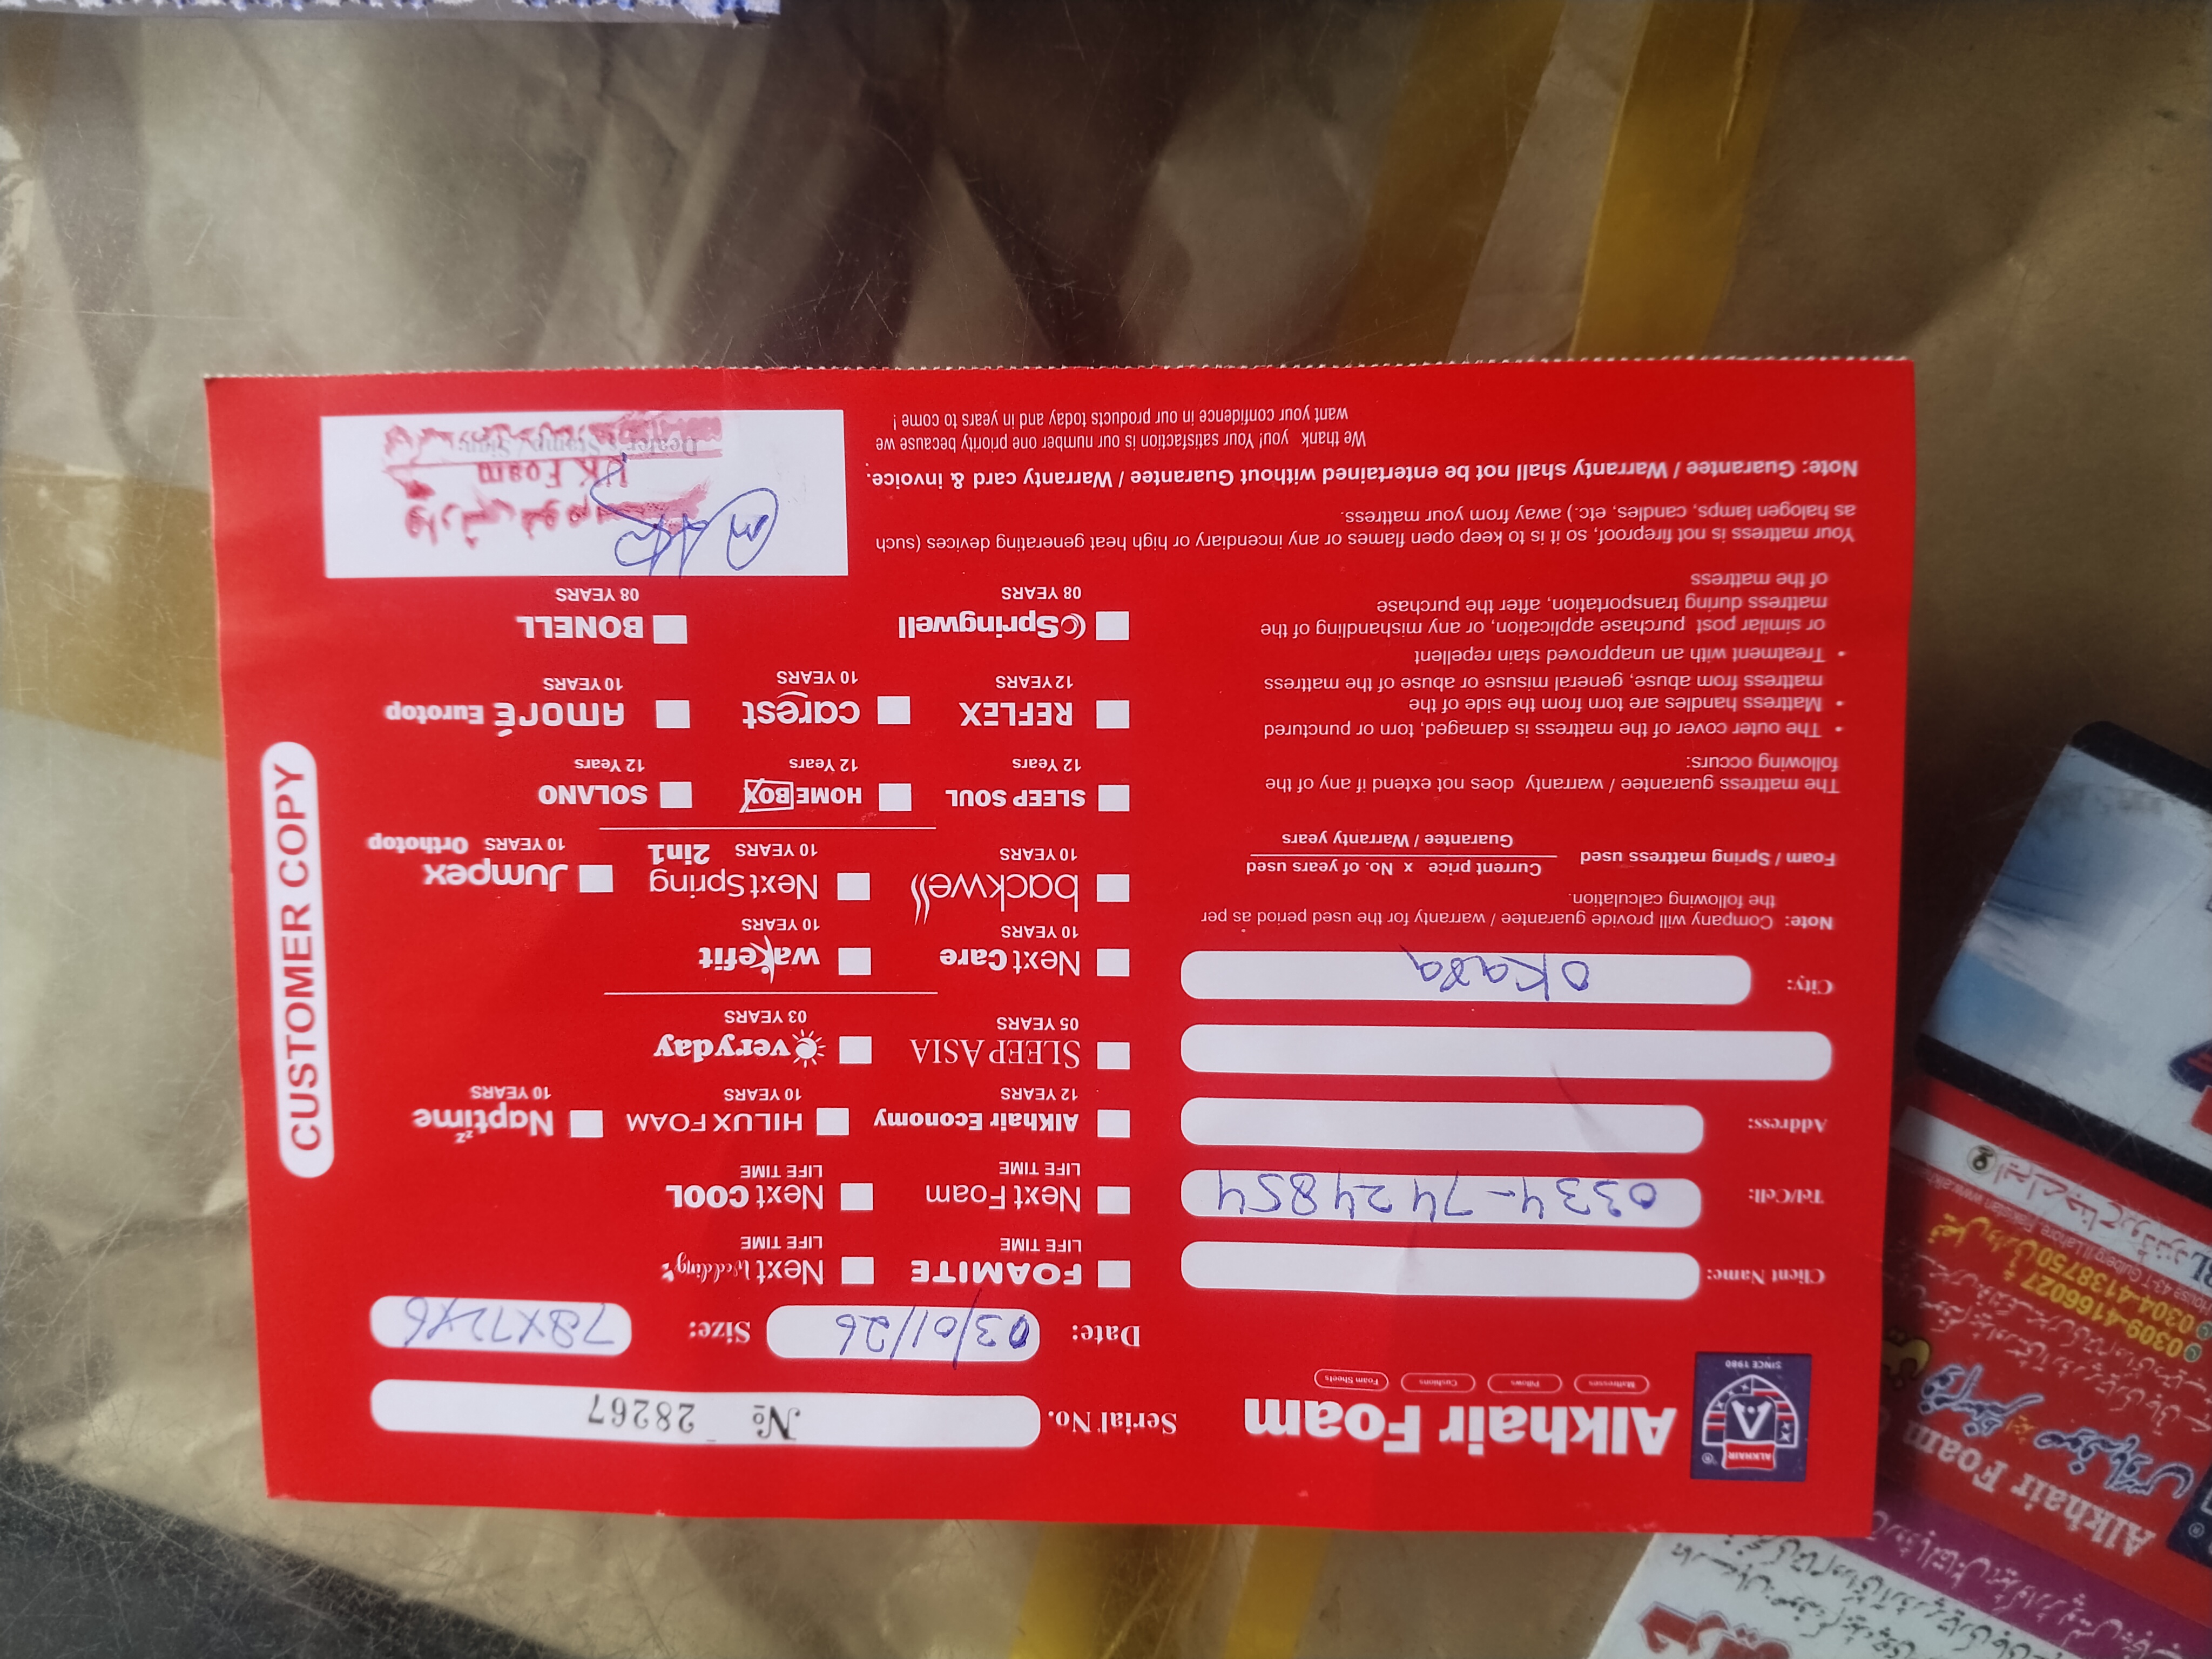 ALKHAIR
SINCE 1980
Alkhair Foam
Mattresses Pillows Cushions Foam Sheets
Serial No. № 28267
Date: 03/01/26 Size: 78x72x6
Client Name:
Tel/Cell: 0334-7424854
Address:
City: Okara
Note: Company will provide guarantee / warranty for the used period as per
the following calculation.
Foam / Spring mattress used
Current price x No. of years used
Guarantee / Warranty years
The mattress guarantee / warranty does not extend if any of the
following occurs:
• The outer cover of the mattress is damaged, torn or punctured
• Mattress handles are torn from the side of the
mattress from abuse, general misuse or abuse of the mattress
• Treatment with an unapproved stain repellent
or similar post purchase application, or any mishandling of the
mattress during transportation, after the purchase
of the mattress
Your mattress is not fireproof, so it is to keep open flames or any incendiary or high heat generating devices (such
as halogen lamps, candles, etc.) away from your mattress.
Note: Guarantee / Warranty shall not be entertained without Guarantee / Warranty card & invoice.
We thank you! Your satisfaction is our number one priority because we
want your confidence in our products today and in years to come !
FOAMITE LIFE TIME
Next Wedding LIFE TIME
Next Foam LIFE TIME
Next COOL LIFE TIME
Alkhair Economy 12 YEARS
HILUX FOAM 10 YEARS
Naptime 10 YEARS
SLEEP ASIA 05 YEARS
everyday 03 YEARS
Next Care 10 YEARS
wakefit 10 YEARS
backwell 10 YEARS
Next Spring 10 YEARS 2in1
Jumpex 10 YEARS Orthotop
SLEEP SOUL 12 Years
HOME BOX 12 Years
SOLANO 12 Years
REFLEX 12 YEARS
carest 10 YEARS
AMORÉ Eurotop 10 YEARS
Springwell 08 YEARS
BONELL 08 YEARS
Dealer Stamp / Sign
Foam
CUSTOMER COPY
Alkhair Foam
0309-4166027
0304-4138750